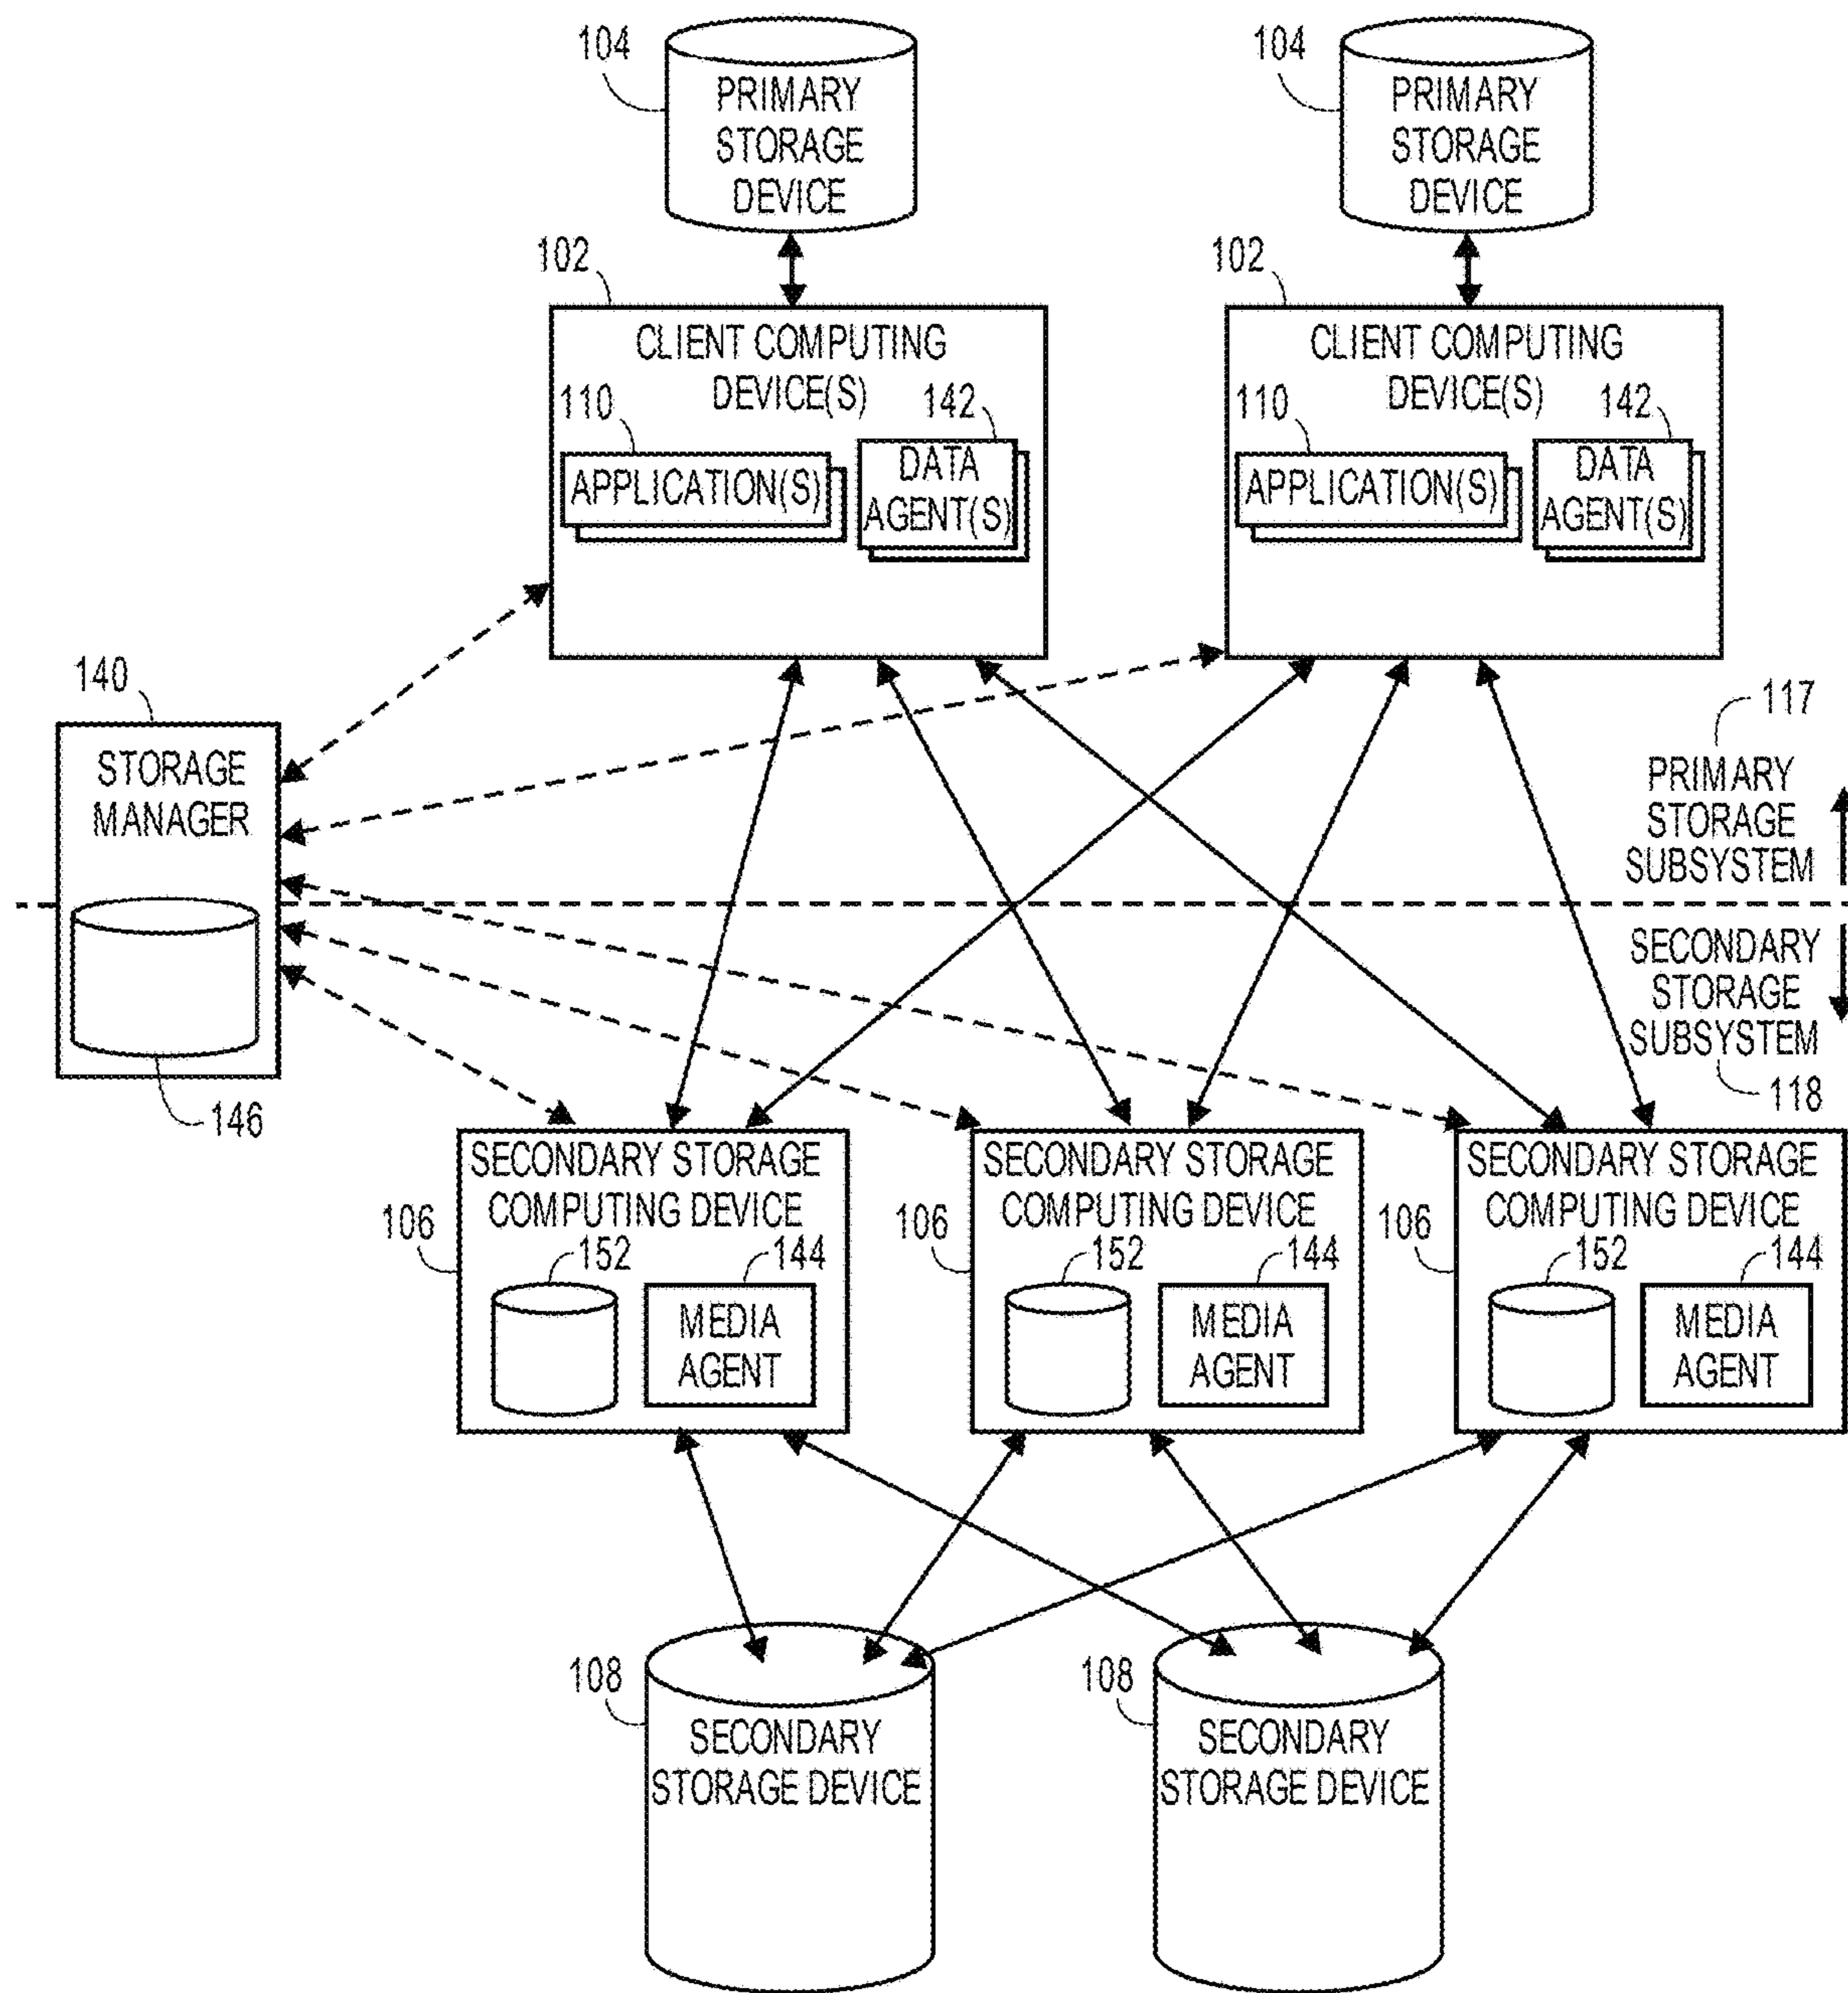 104
PRIMARY
STORAGE
DEVICE
104
PRIMARY
STORAGE
DEVICE
102
CLIENT COMPUTING
DEVICE(S)
110
142
APPLICATION(S)
DATA
AGENT(S)
102
CLIENT COMPUTING
DEVICE(S)
110
142
APPLICATION(S)
DATA
AGENT(S)
140
STORAGE
MANAGER
146
117
PRIMARY
STORAGE
SUBSYSTEM
SECONDARY
STORAGE
SUBSYSTEM
118
SECONDARY STORAGE
COMPUTING DEVICE
106
152
144
MEDIA
AGENT
SECONDARY STORAGE
COMPUTING DEVICE
106
152
144
MEDIA
AGENT
SECONDARY STORAGE
COMPUTING DEVICE
106
152
144
MEDIA
AGENT
108
SECONDARY
STORAGE DEVICE
108
SECONDARY
STORAGE DEVICE